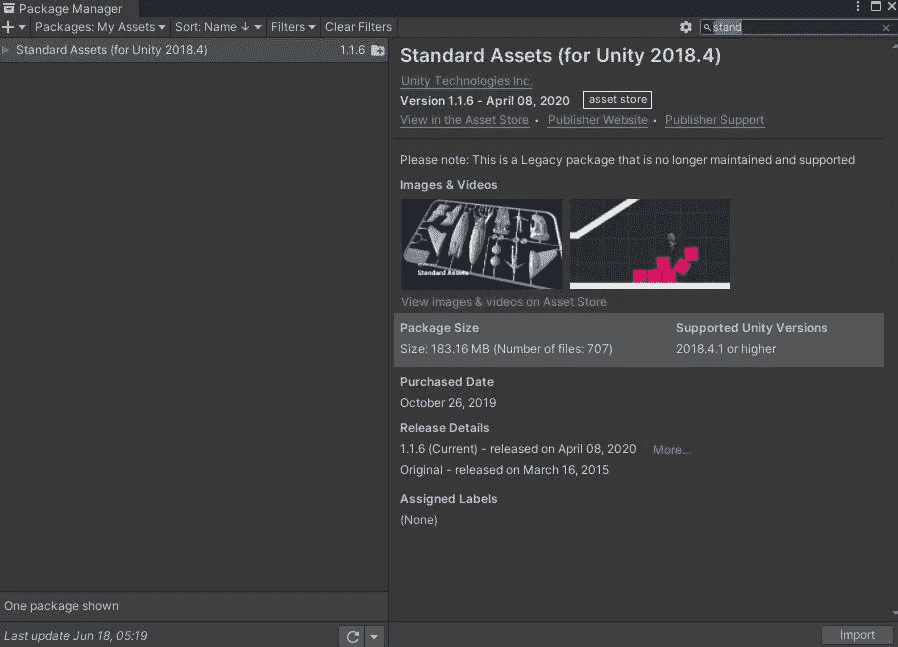 Package Manager
+ Packages: My Assets Sort: Name ↓ Filters Clear Filters stand
Standard Assets (for Unity 2018.4) 1.1.6
Standard Assets (for Unity 2018.4)
Unity Technologies Inc.
Version 1.1.6 - April 08, 2020 asset store
View in the Asset Store • Publisher Website • Publisher Support
Please note: This is a Legacy package that is no longer maintained and supported
Images & Videos
Standard Assets
View images & videos on Asset Store
Package Size Supported Unity Versions
Size: 183.16 MB (Number of files: 707) 2018.4.1 or higher
Purchased Date
October 26, 2019
Release Details
1.1.6 (Current) - released on April 08, 2020 More...
Original - released on March 16, 2015
Assigned Labels
(None)
One package shown
Last update Jun 18, 05:19 Import